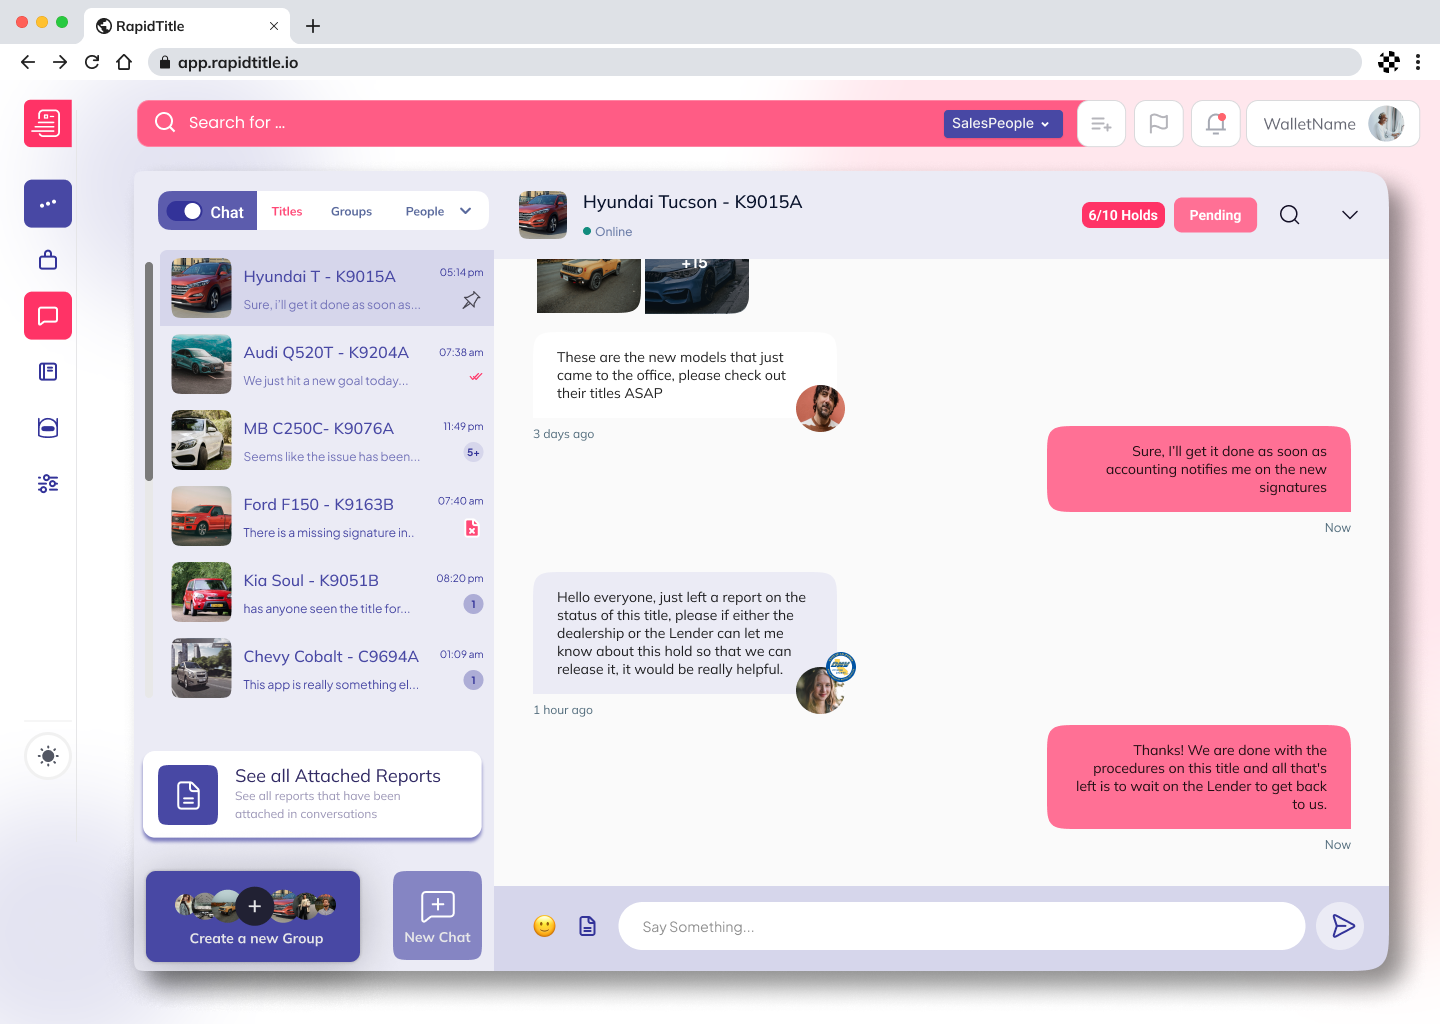 RapidTitle
app.rapidtitle.io
Search for ...
SalesPeople
WalletName
Chat
Titles
Groups
People
Hyundai T - K9015A
05:14 pm
Sure, i'll get it done as soon as...
Audi Q520T - K9204A
07:38 am
We just hit a new goal today...
MB C250C- K9076A
11:49 pm
Seems like the issue has been...
5+
Ford F150 - K9163B
07:40 am
There is a missing signature in..
Kia Soul - K9051B
08:20 pm
has anyone seen the title for...
1
Chevy Cobalt - C9694A
01:09 am
This app is really something el...
1
See all Attached Reports
See all reports that have been
attached in conversations
Create a new Group
New Chat
Hyundai Tucson - K9015A
Online
6/10 Holds
Pending
+15
These are the new models that just
came to the office, please check out
their titles ASAP
3 days ago
Sure, I'll get it done as soon as
accounting notifies me on the new
signatures
Now
Hello everyone, just left a report on the
status of this title, please if either the
dealership or the Lender can let me
know about this hold so that we can
release it, it would be really helpful.
1 hour ago
Thanks! We are done with the
procedures on this title and all that's
left is to wait on the Lender to get back
to us.
Now
Say Something...